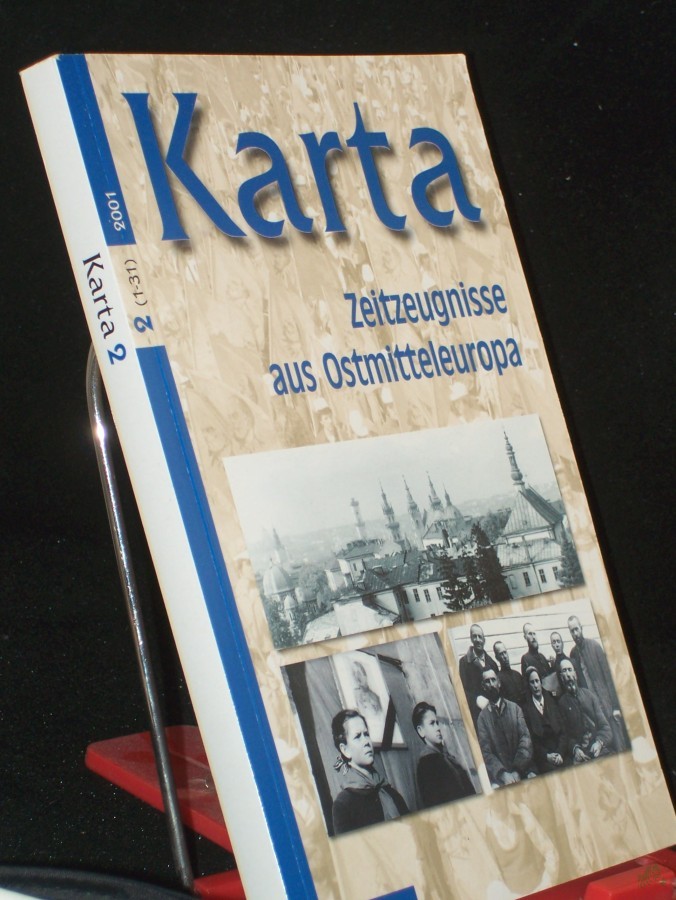 Karta
Zeitzeugnisse
aus Ostmitteleuropa
2001
2 (1-31)
Karta 2